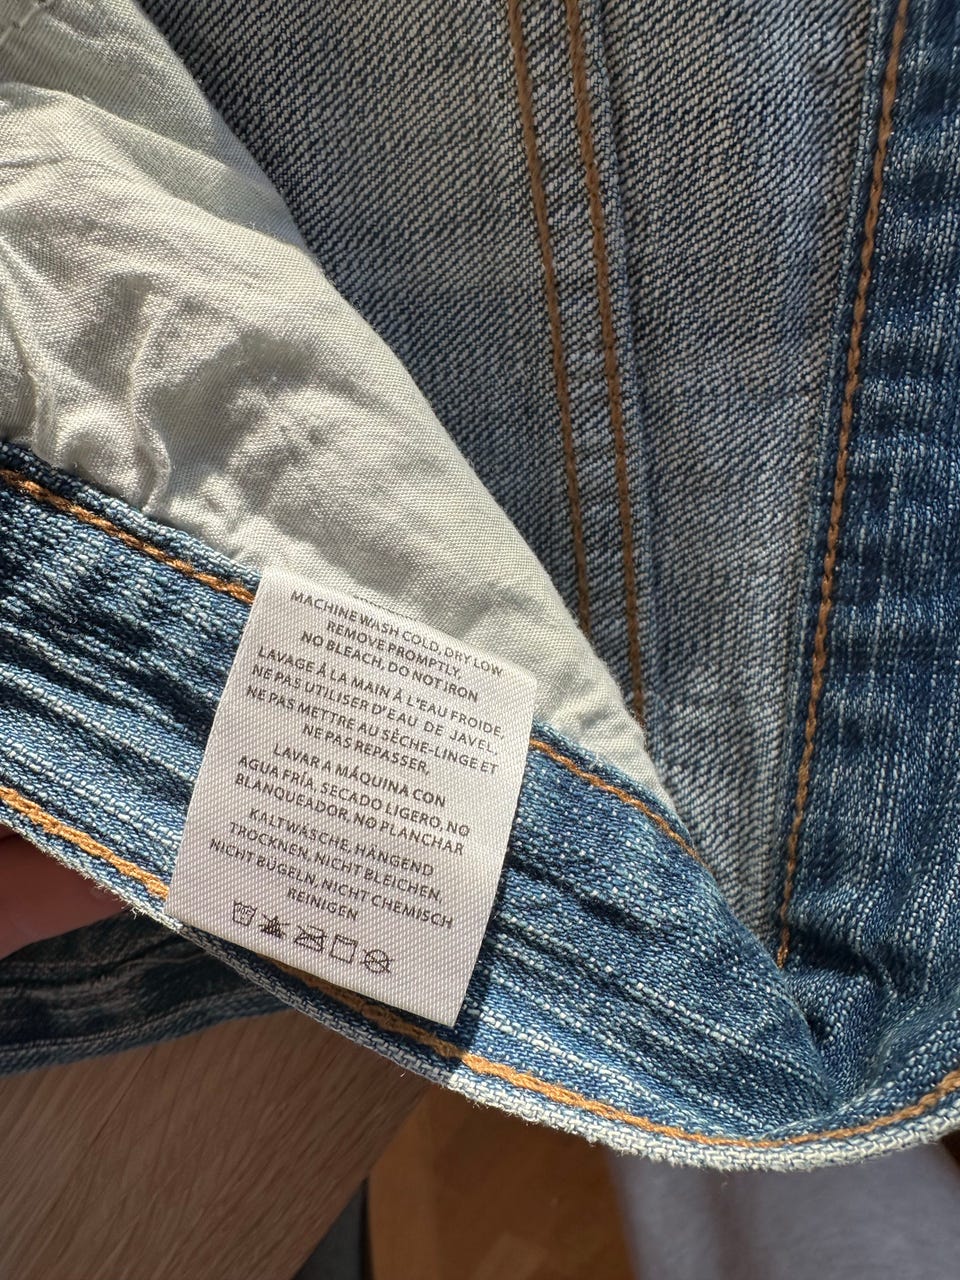 MACHINE WASH COLD, DRY LOW
REMOVE PROMPTLY,
NO BLEACH, DO NOT IRON
LAVAGE Á LA MAIN Á L"EAU FROIDE,
NE PAS UTILISER D'EAU DE JAVEL,
NE PAS METTRE AU SÈCHE-LINGE ET
NE PAS REPASSER,
LAVAR A MÁQUINA CON
AGUA FRÍA, SECADO LIGERO, NO
BLANQUEADOR, NO PLANCHAR
KALTWÄSCHE, HÄNGEND
TROCKNEN, NICHT BLEICHEN,
NICHT BÜGELN, NICHT CHEMISCH
REINIGEN